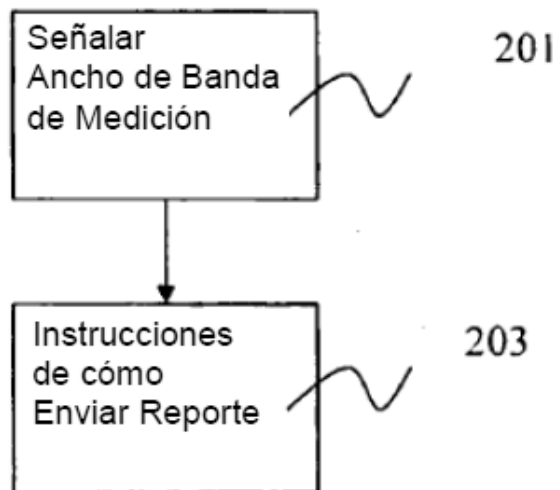 Señalar
Ancho de Banda
de Medición
201
Instrucciones
de cómo
Enviar Reporte
203